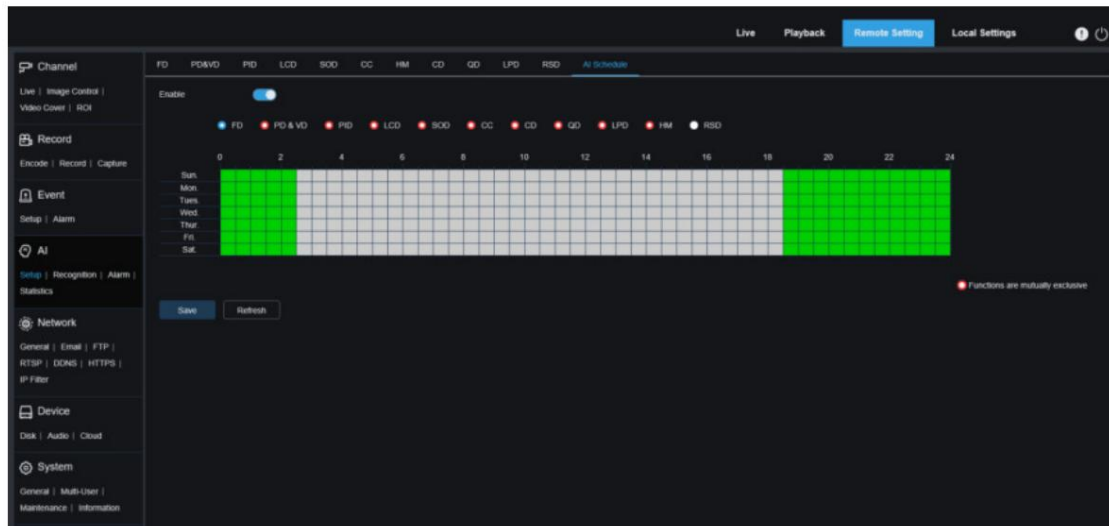 Live Playback Remote Setting Local Settings
Channel
Live | Image Control |
Video Cover | ROI
Record
Encode | Record | Capture
Event
Setup | Alarm
AI
Setup | Recognition | Alarm |
Statistics
Network
General | Email | FTP |
RTSP | DDNS | HTTPS |
IP Filter
Device
Disk | Audio | Cloud
System
General | Multi-User |
Maintenance | Information
FD PD&VD PID LCD SOD CC HM CD QD LPD RSD AI Schedule
Enable
FD PD & VD PID LCD SOD CC CD QD LPD HM RSD
0 2 4 6 8 10 12 14 16 18 20 22 24
Sun.
Mon.
Tues.
Wed.
Thur.
Fri.
Sat.
Functions are mutually exclusive
Save Refresh